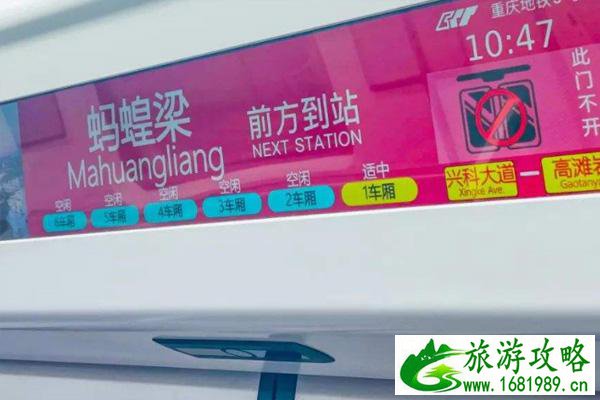 重庆地铁
10:47
蚂蝗梁
Mahuangliang
前方到站
NEXT STATION
此门不开
空闲 空闲 空闲 空闲 空闲 适中
6车厢 5车厢 4车厢 3车厢 2车厢 1车厢
兴科大道
Xingke Ave.
高滩岩
旅游攻略
www.1681989.cn